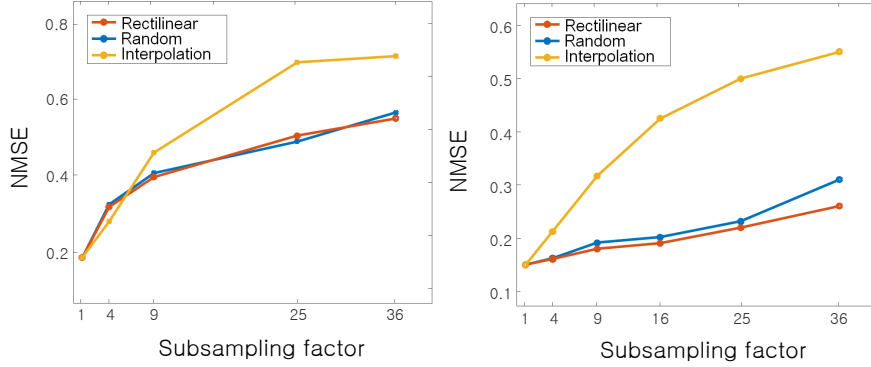 0.8
0.6
0.4
0.2
NMSE
Rectilinear
Random
Interpolation
1 4 9 25 36
Subsampling factor
0.6
0.5
0.4
0.3
0.2
0.1
NMSE
Rectilinear
Random
Interpolation
1 4 9 16 25 36
Subsampling factor